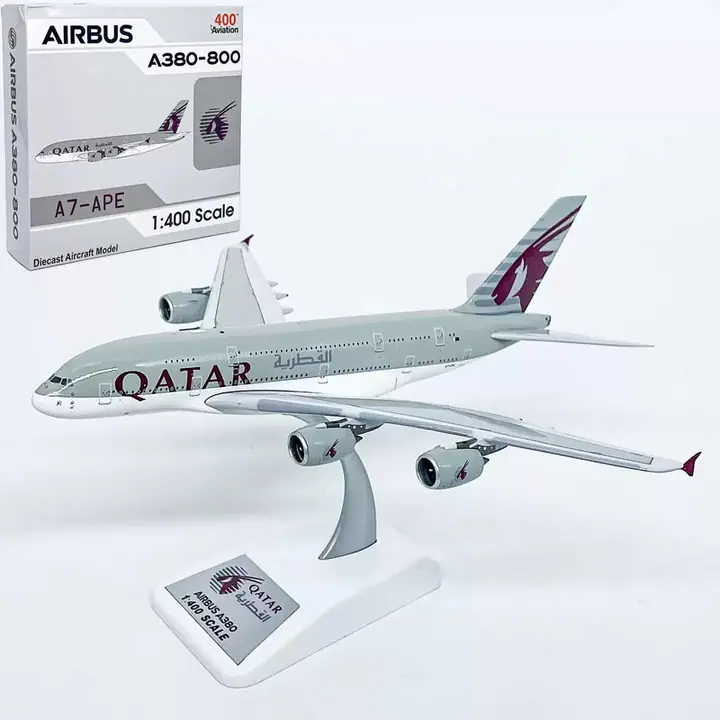 AIRBUS
400
Aviation
A380-800
AIRBUS A380-800
QATAR
القطرية
A7-APE
1:400 Scale
Diecast Aircraft Model
QATAR
القطرية
QATAR
القطرية
AIRBUS A380
1:400 SCALE